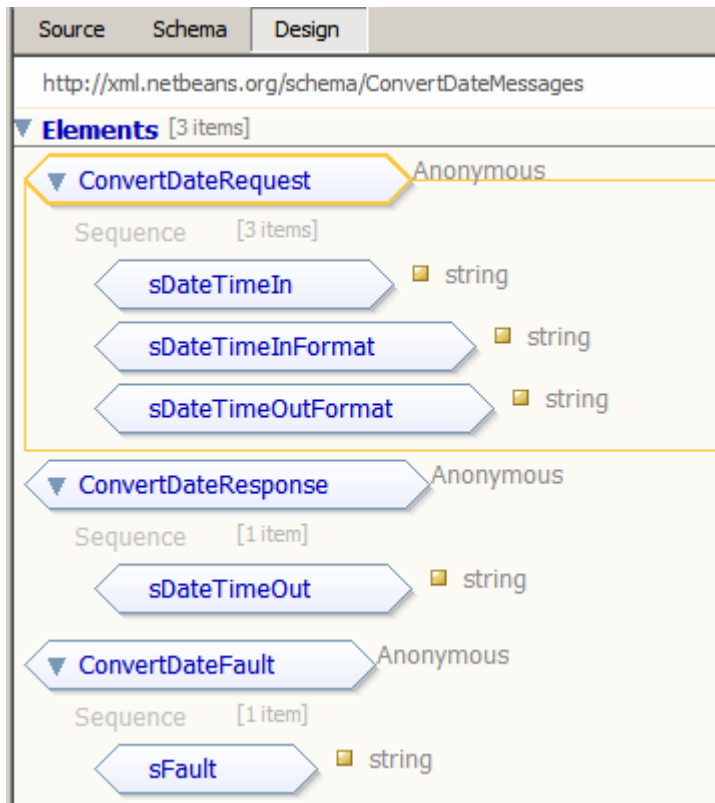 Source Schema Design
http://xml.netbeans.org/schema/ConvertDateMessages
Elements [3 items]
ConvertDateRequest Anonymous
Sequence [3 items]
sDateTimeIn string
sDateTimeInFormat string
sDateTimeOutFormat string
ConvertDateResponse Anonymous
Sequence [1 item]
sDateTimeOut string
ConvertDateFault Anonymous
Sequence [1 item]
sFault string